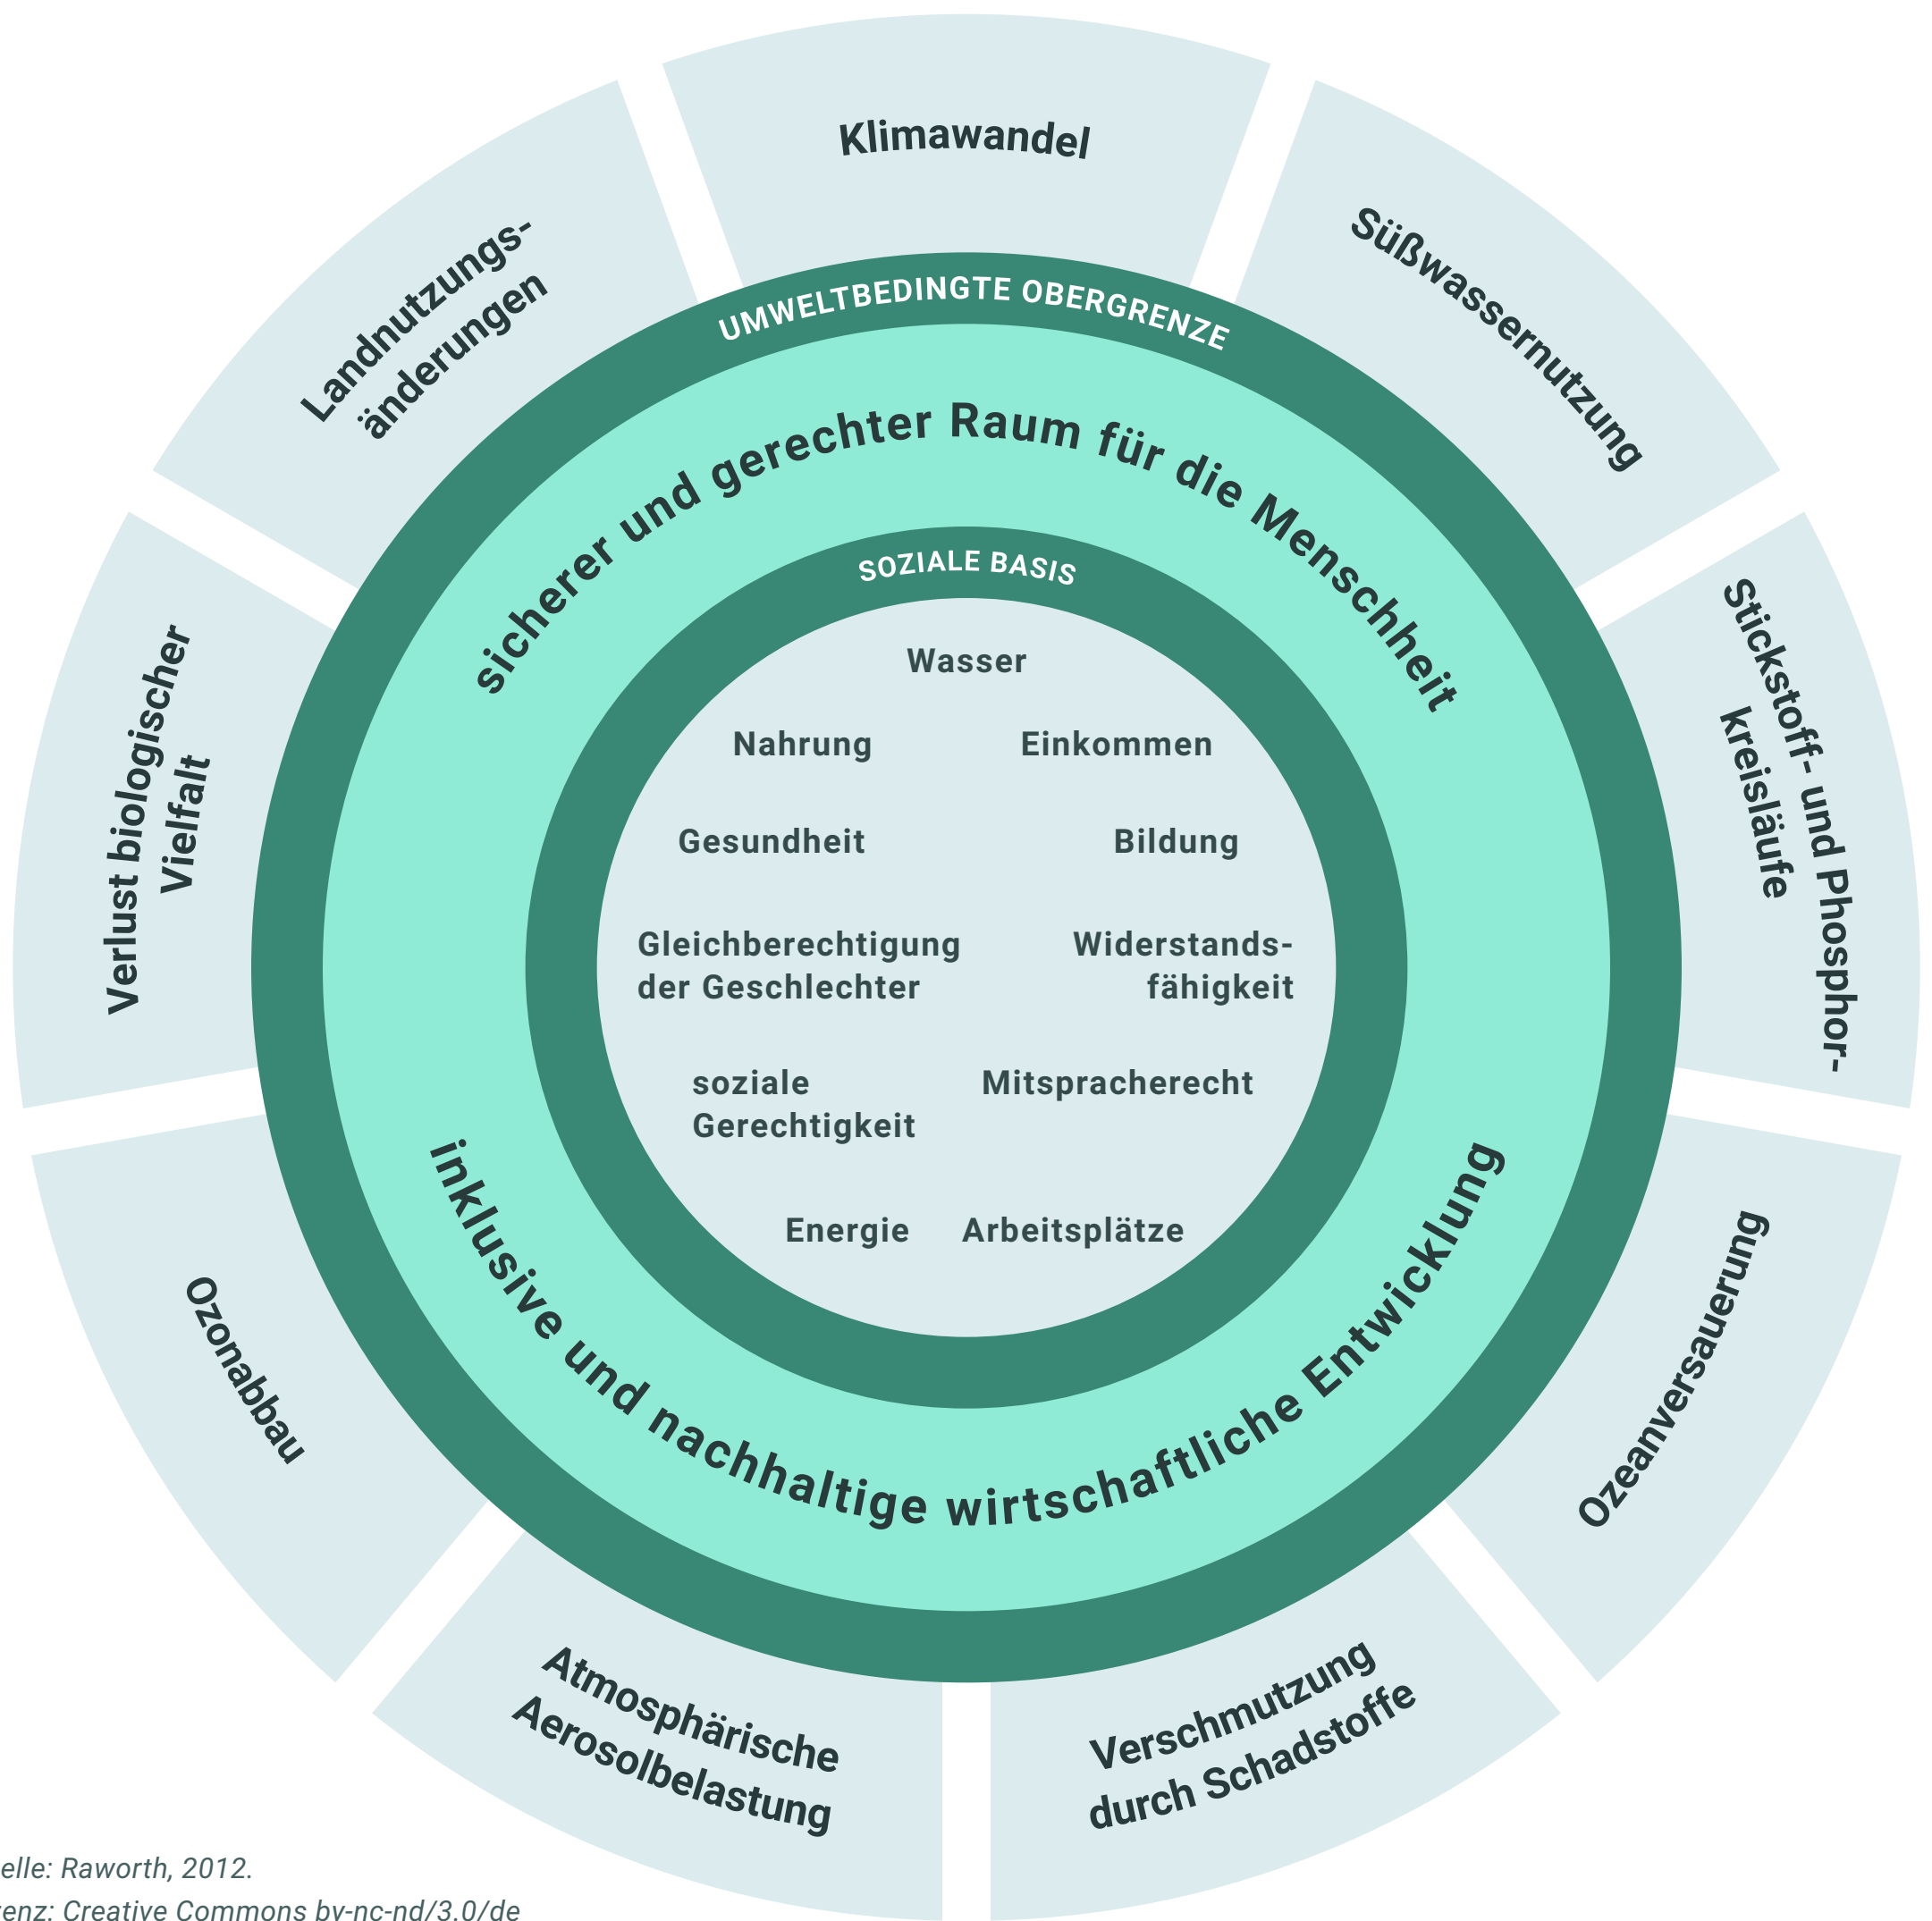 Klimawandel
Süßwassernutzung
Stickstoff- und Phosphor-
kreisläufe
Ozeanversauerung
Verschmutzung
durch Schadstoffe
Atmosphärische
Aerosolbelastung
Ozonabbau
Verlust biologischer
Vielfalt
Landnutzungs-
änderungen
UMWELTBEDINGTE OBERGRENZE
sicherer und gerechter Raum für die Menschheit
SOZIALE BASIS
Wasser
Nahrung
Einkommen
Gesundheit
Bildung
Gleichberechtigung
der Geschlechter
Widerstands-
fähigkeit
soziale
Gerechtigkeit
Mitspracherecht
Energie
Arbeitsplätze
inklusive und nachhaltige wirtschaftliche Entwicklung
elle: Raworth, 2012.
enz: Creative Commons by-nc-nd/3.0/de